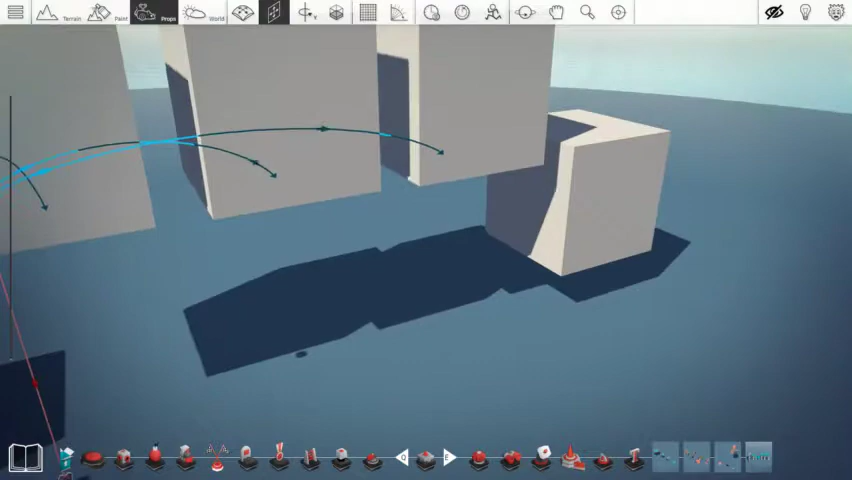 Terrain
Paint
Props
World
Y
Q
E